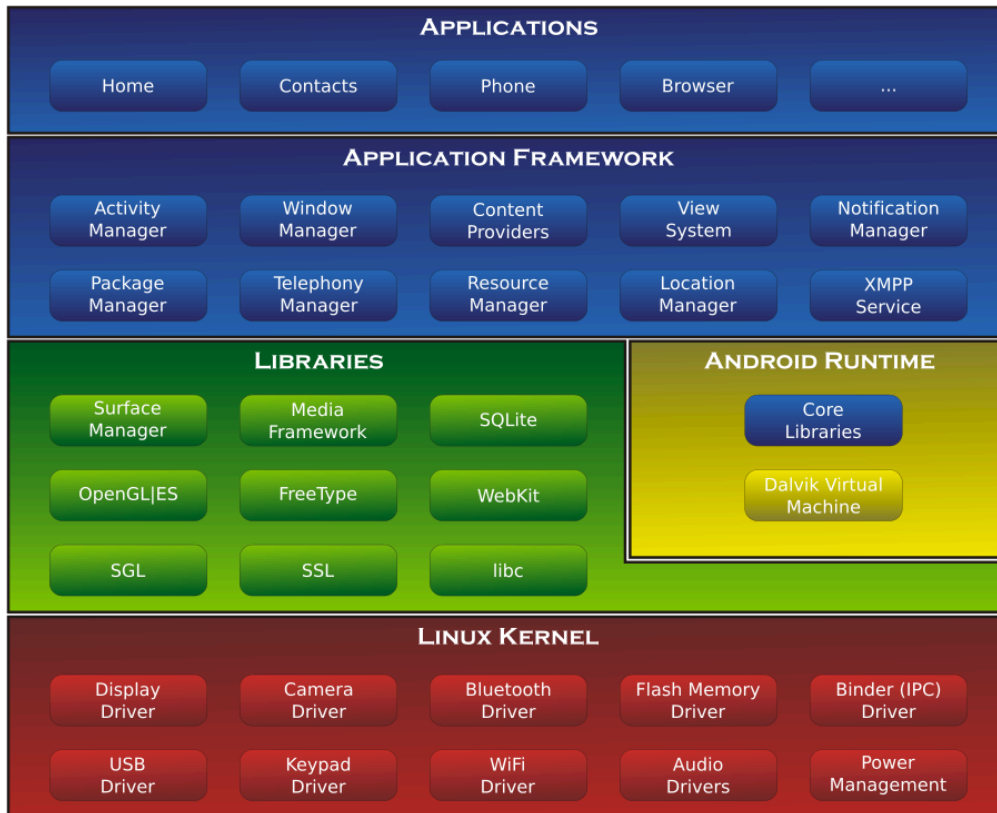 APPLICATIONS
Home
Contacts
Phone
Browser
...
APPLICATION FRAMEWORK
Activity
Manager
Window
Manager
Content
Providers
View
System
Notification
Manager
Package
Manager
Telephony
Manager
Resource
Manager
Location
Manager
XMPP
Service
LIBRARIES
Surface
Manager
Media
Framework
SQLite
OpenGL|ES
FreeType
WebKit
SGL
SSL
libc
ANDROID RUNTIME
Core
Libraries
Dalvik Virtual
Machine
LINUX KERNEL
Display
Driver
Camera
Driver
Bluetooth
Driver
Flash Memory
Driver
Binder (IPC)
Driver
USB
Driver
Keypad
Driver
WiFi
Driver
Audio
Drivers
Power
Management